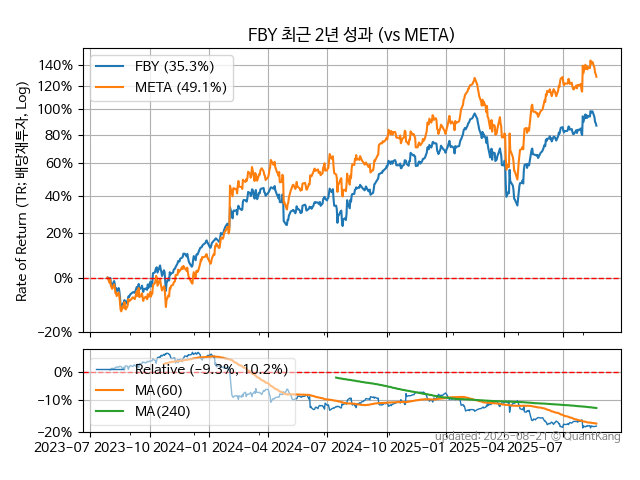 FBY 최근 2년 성과 (vs META)
Rate of Return (TR: 배당재투자, Log)
140%
120%
100%
80%
60%
40%
20%
0%
−20%
FBY (35.3%)
META (49.1%)
0%
−10%
−20%
Relative (−9.3%, 10.2%)
MA(60)
MA(240)
updated: 2025-08-21 © QuantKang
2023-07 2023-10 2024-01 2024-04 2024-07 2024-10 2025-01 2025-04 2025-07